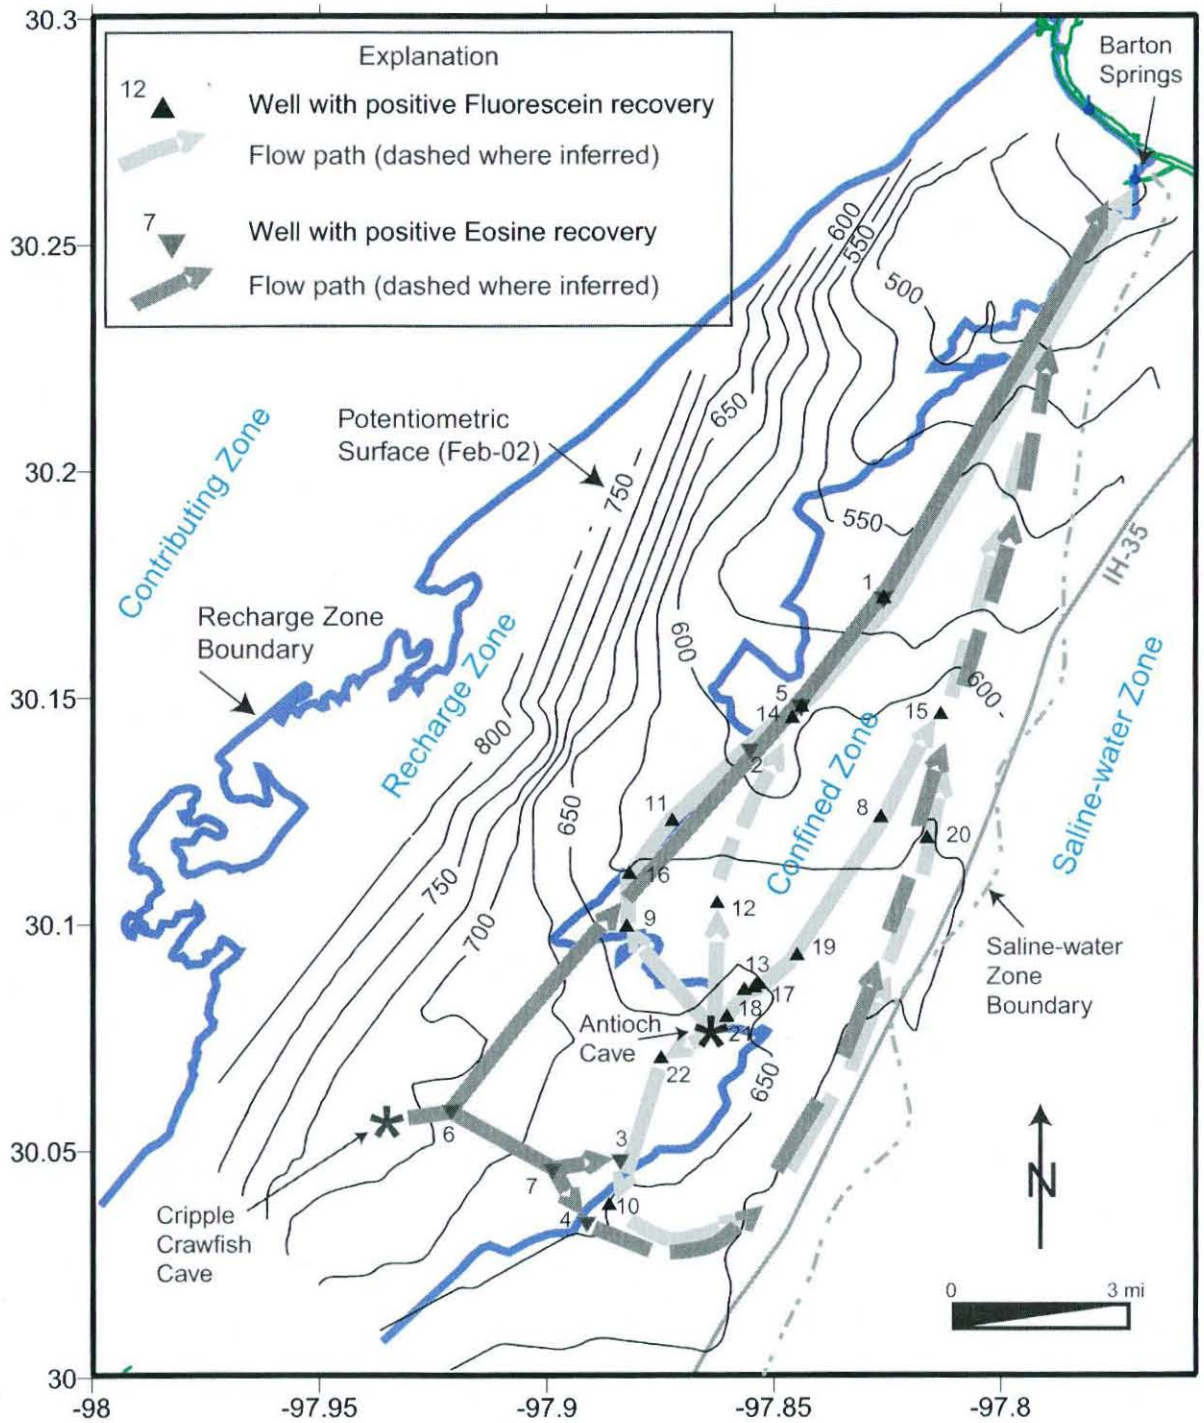 30.3
30.25
30.2
30.15
30.1
30.05
30
-98
-97.95
-97.9
-97.85
-97.8
Explanation
12
Well with positive Fluorescein recovery
Flow path (dashed where inferred)
7
Well with positive Eosine recovery
Flow path (dashed where inferred)
Barton
Springs
600
550
500
650
Potentiometric
Surface (Feb-02)
750
Contributing Zone
550
IH-35
1
Recharge Zone
Boundary
Recharge Zone
600
800
5
14
2
600
15
Confined Zone
Saline-water Zone
650
11
8
20
16
750
700
9
12
19
13
17
18
21
Saline-water
Zone
Boundary
Antioch
Cave
22
650
6
3
7
10
4
Cripple
Crawfish
Cave
N
0
3 mi